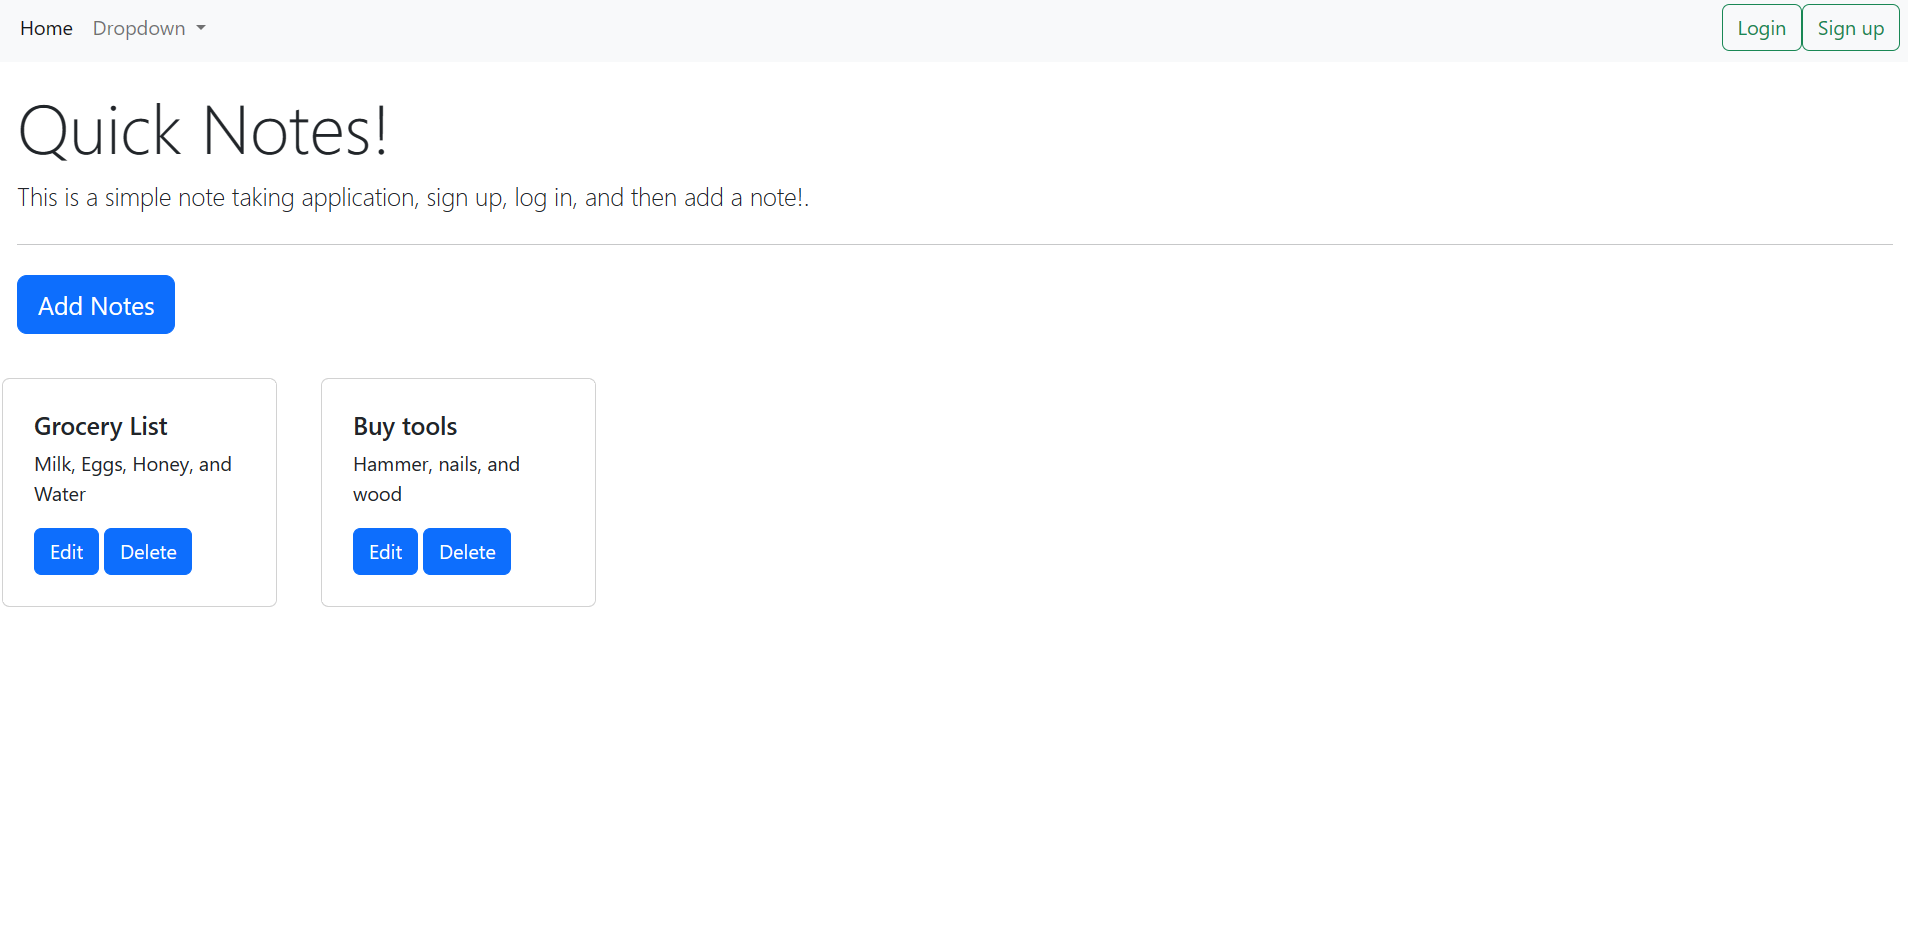 Home Dropdown Login Sign up
Quick Notes!
This is a simple note taking application, sign up, log in, and then add a note!.
Add Notes
Grocery List
Milk, Eggs, Honey, and
Water
Edit Delete
Buy tools
Hammer, nails, and
wood
Edit Delete